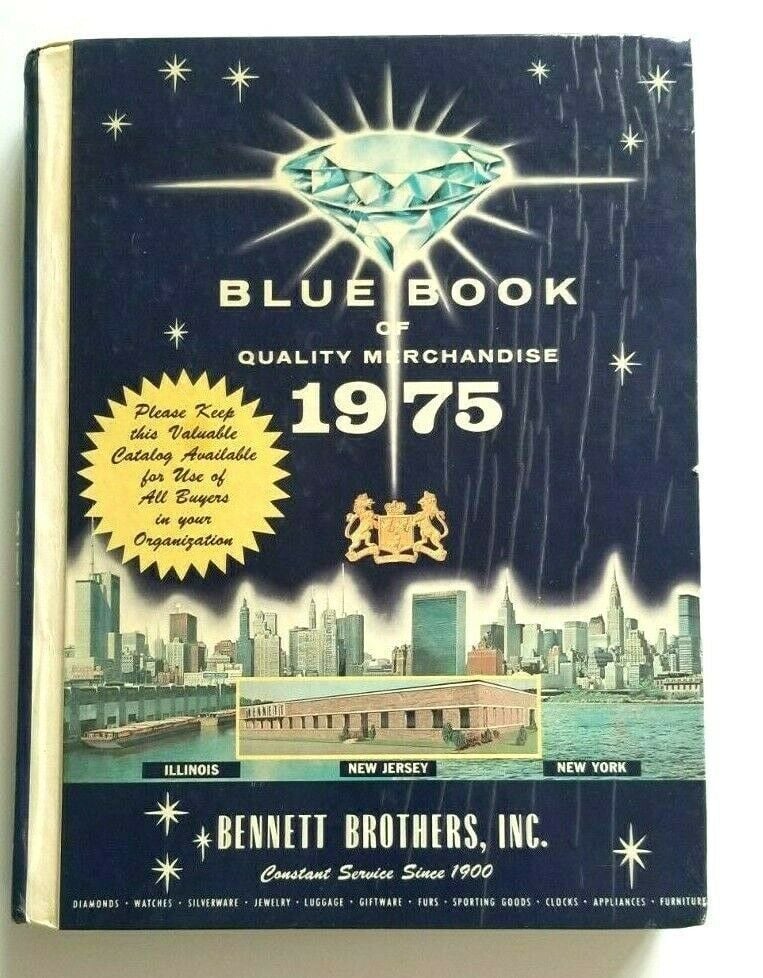 BLUE BOOK
OF
QUALITY MERCHANDISE
1975
Please Keep
this Valuable
Catalog Available
for Use of
All Buyers
in your
Organization
BENNETT
ILLINOIS
NEW JERSEY
NEW YORK
BENNETT BROTHERS, INC.
Constant Service Since 1900
DIAMONDS • WATCHES • SILVERWARE • JEWELRY • LUGGAGE • GIFTWARE • FURS • SPORTING GOODS • CLOCKS • APPLIANCES • FURNITURE